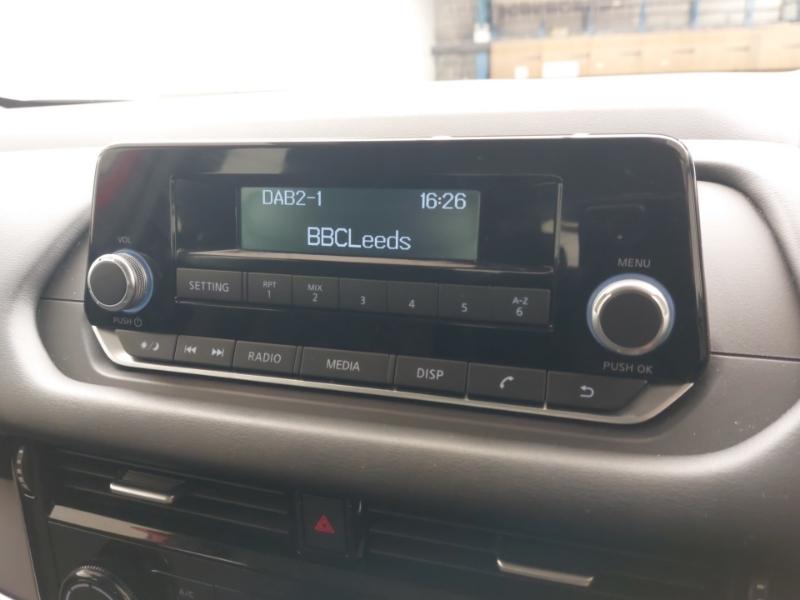 DAB2-1 16:26
BBCLeeds
VOL
PUSH
SETTING
RPT
1
MIX
2
3
4
5
A-Z
6
MENU
PUSH OK
RADIO
MEDIA
DISP
A/C